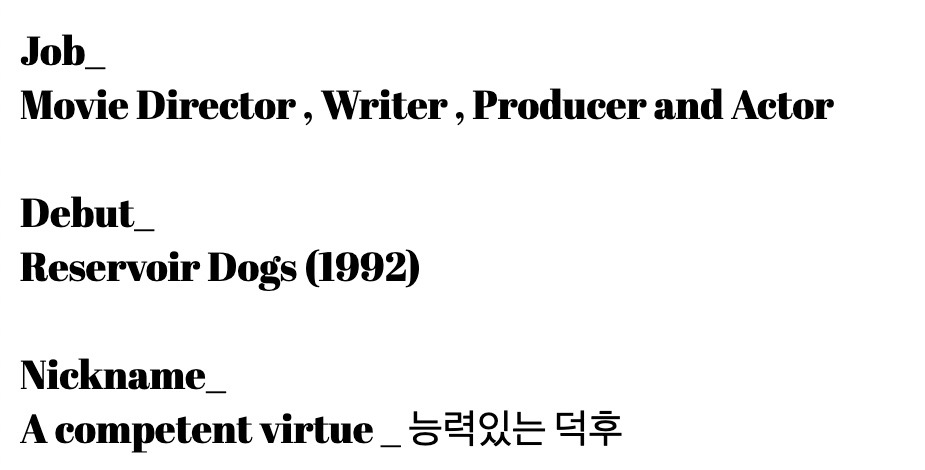 Job_
Movie Director , Writer , Producer and Actor
Debut_
Reservoir Dogs (1992)
Nickname_
A competent virtue _ 능력있는 덕후